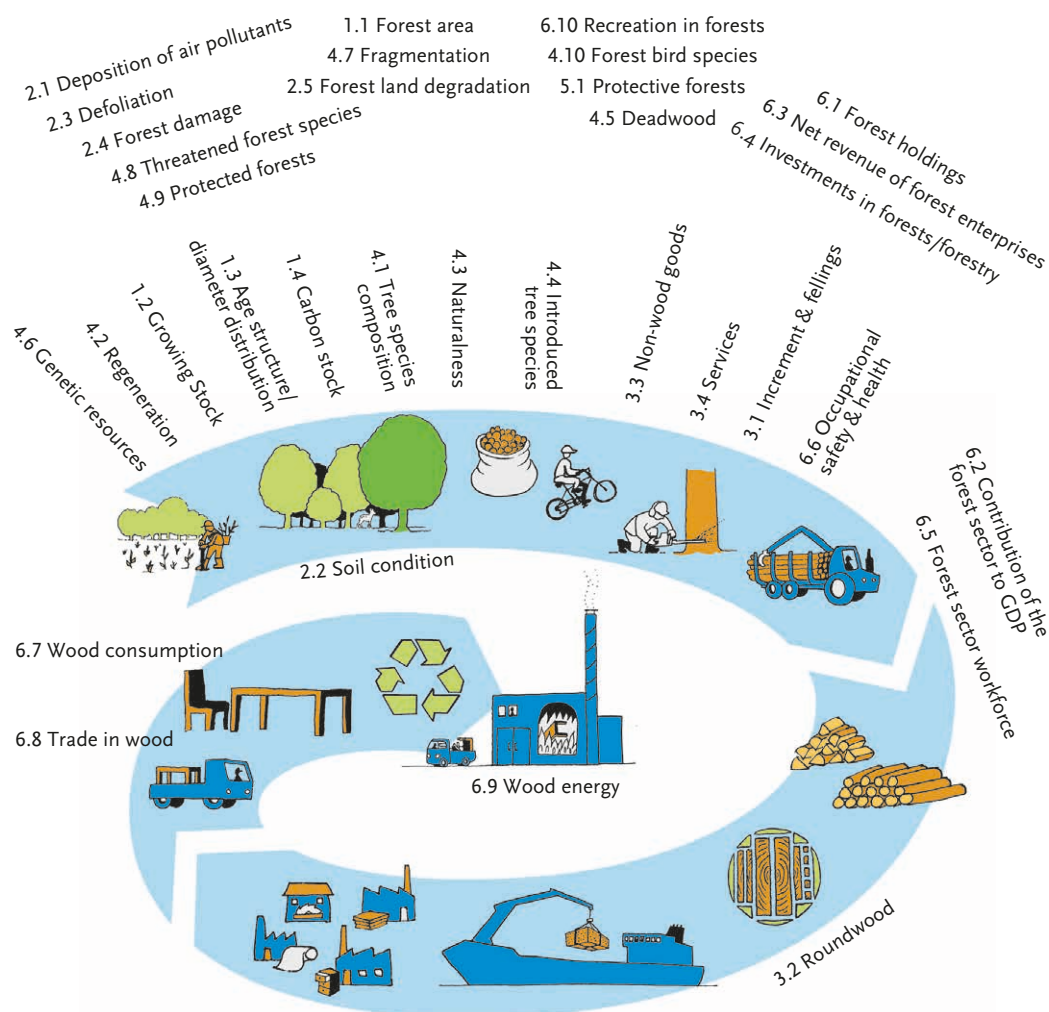 2.1 Deposition of air pollutants
2.3 Defoliation
2.4 Forest damage
4.8 Threatened forest species
4.9 Protected forests
1.1 Forest area
4.7 Fragmentation
2.5 Forest land degradation
6.10 Recreation in forests
4.10 Forest bird species
5.1 Protective forests
4.5 Deadwood
6.1 Forest holdings
6.3 Net revenue of forest enterprises
6.4 Investments in forests/forestry
4.6 Genetic resources
4.2 Regeneration
1.2 Growing Stock
1.3 Age structure/
diameter distribution
1.4 Carbon stock
4.1 Tree species
composition
4.3 Naturalness
4.4 Introduced
tree species
3.3 Non-wood goods
3.4 Services
3.1 Increment & fellings
6.6 Occupational
safety & health
6.2 Contribution of the
forest sector to GDP
6.5 Forest sector workforce
2.2 Soil condition
6.7 Wood consumption
6.8 Trade in wood
6.9 Wood energy
3.2 Roundwood